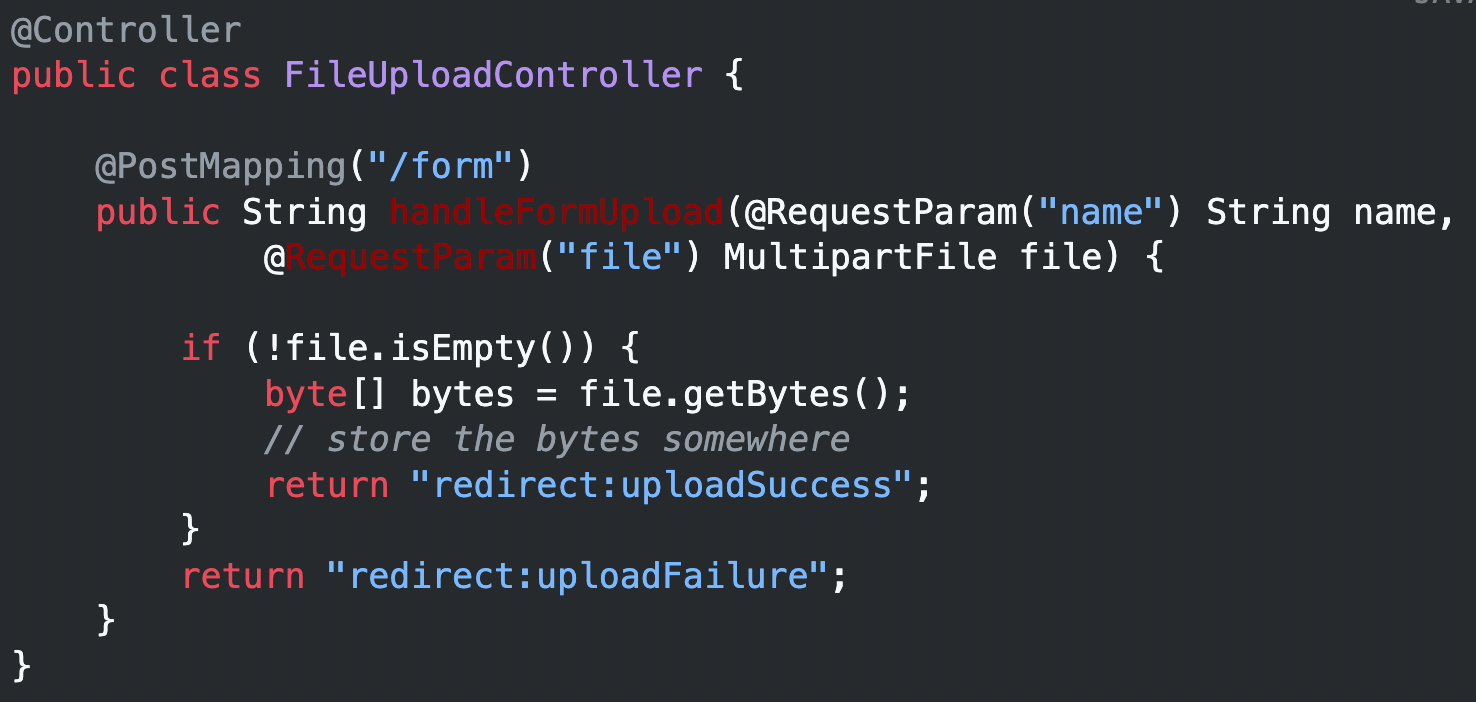 @Controller
public class FileUploadController {
@PostMapping("/form")
public String handleFormUpload(@RequestParam("name") String name,
@RequestParam("file") MultipartFile file) {
if (!file.isEmpty()) {
byte[] bytes = file.getBytes();
// store the bytes somewhere
return "redirect:uploadSuccess";
}
return "redirect:uploadFailure";
}
}